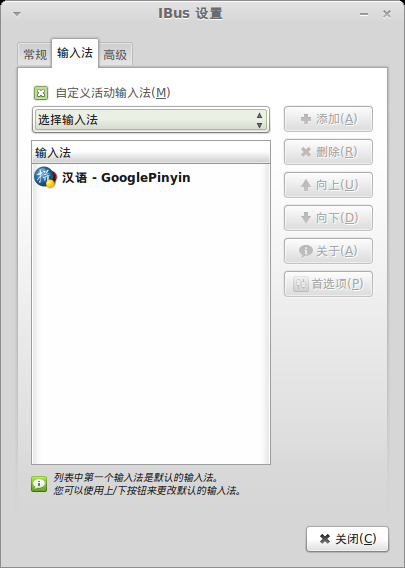 IBus 设置
常规 输入法 高级
自定义活动输入法(M)
选择输入法
添加(A)
输入法
删除(R)
汉语 - GooglePinyin
向上(U)
向下(D)
关于(A)
首选项(P)
列表中第一个输入法是默认的输入法。
您可以使用上/下按钮来更改默认的输入法。
关闭(C)